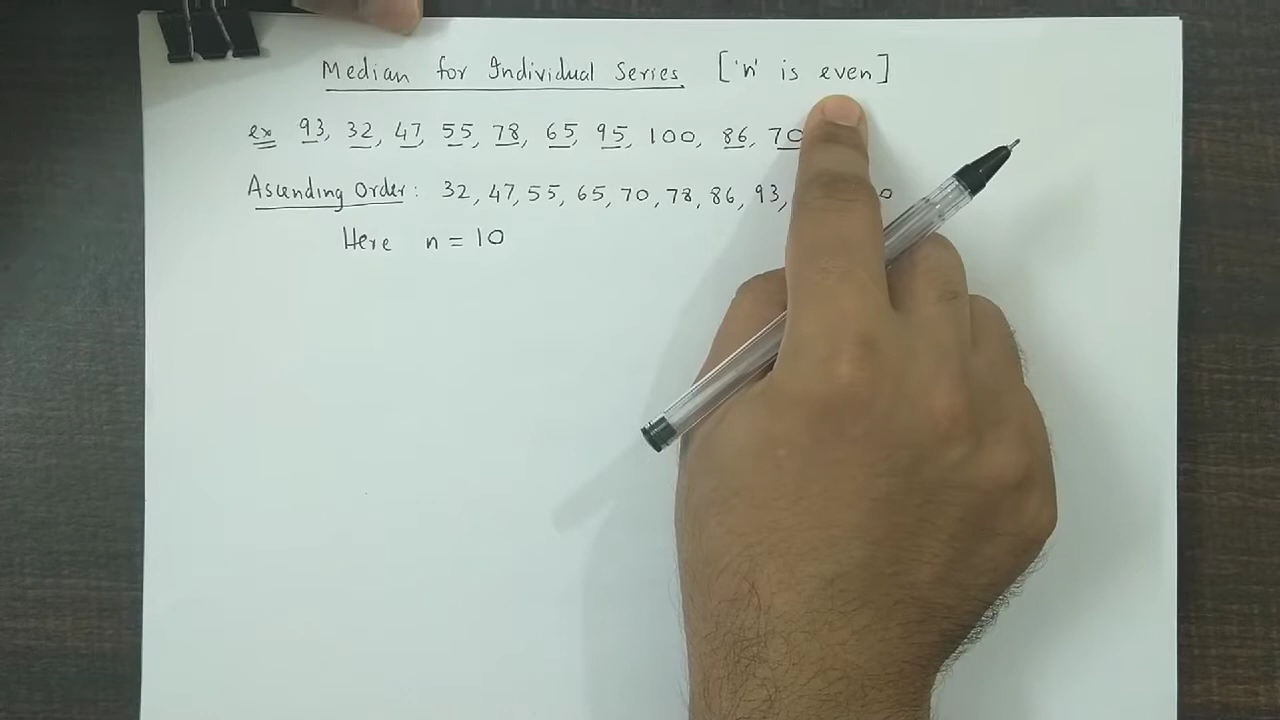 Median for Individual Series ['n' is even]
ex 93, 32, 47, 55, 78, 65, 95, 100, 86, 70
Ascending Order: 32, 47, 55, 65, 70, 78, 86, 93,
Here n = 10